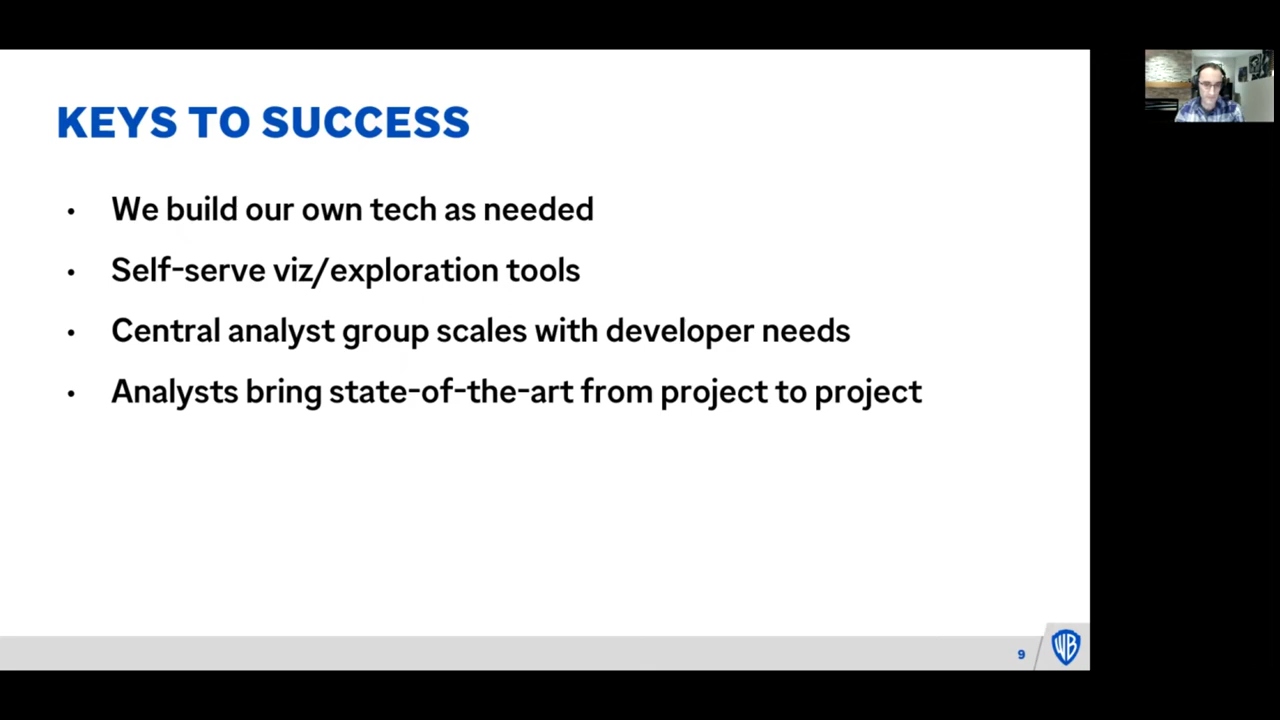 KEYS TO SUCCESS
• We build our own tech as needed
• Self-serve viz/exploration tools
• Central analyst group scales with developer needs
• Analysts bring state-of-the-art from project to project
9
WB